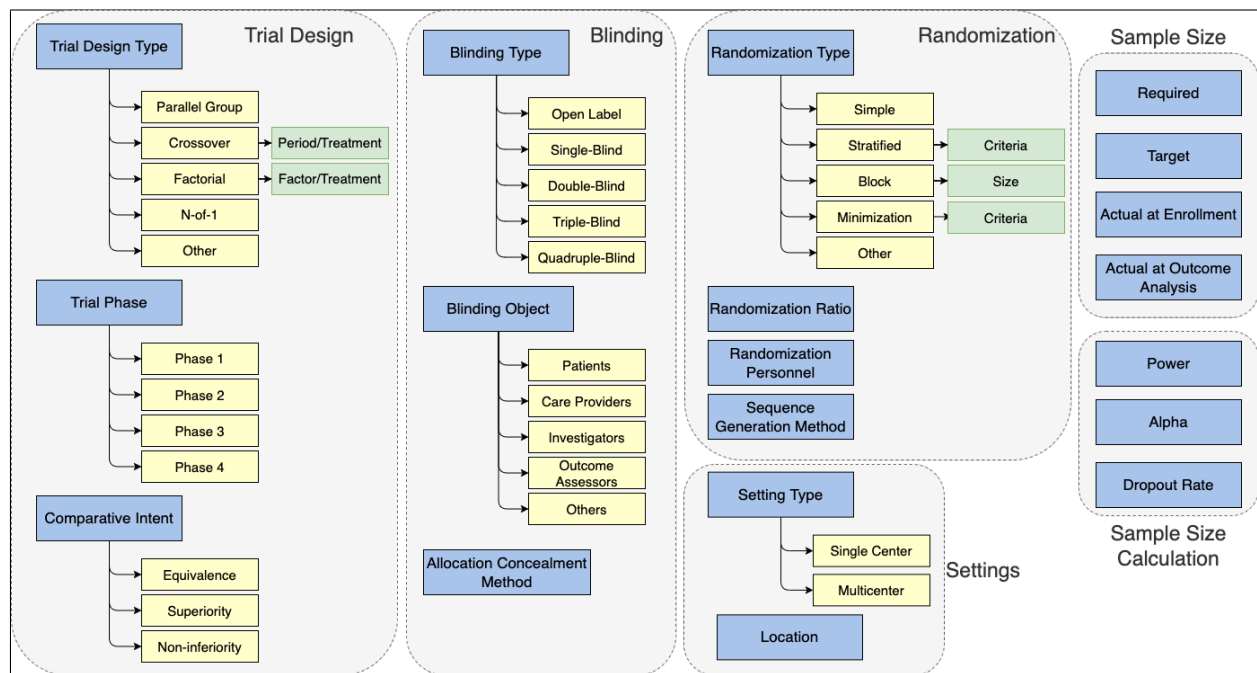 Trial Design
Trial Design Type
Parallel Group
Crossover
Period/Treatment
Factorial
Factor/Treatment
N-of-1
Other
Trial Phase
Phase 1
Phase 2
Phase 3
Phase 4
Comparative Intent
Equivalence
Superiority
Non-inferiority
Blinding
Blinding Type
Open Label
Single-Blind
Double-Blind
Triple-Blind
Quadruple-Blind
Blinding Object
Patients
Care Providers
Investigators
Outcome
Assessors
Others
Allocation Concealment
Method
Randomization
Randomization Type
Simple
Stratified
Criteria
Block
Size
Minimization
Criteria
Other
Randomization Ratio
Randomization
Personnel
Sequence
Generation Method
Setting Type
Single Center
Multicenter
Location
Settings
Sample Size
Required
Target
Actual at Enrollment
Actual at Outcome
Analysis
Power
Alpha
Dropout Rate
Sample Size
Calculation